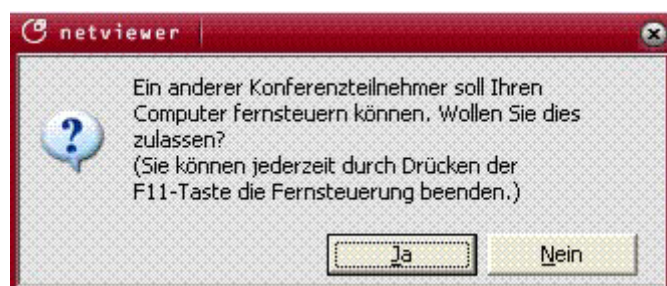 netviewer
Ein anderer Konferenzteilnehmer soll Ihren
Computer fernsteuern können. Wollen Sie dies
zulassen?
(Sie können jederzeit durch Drücken der
F11-Taste die Fernsteuerung beenden.)
Ja
Nein